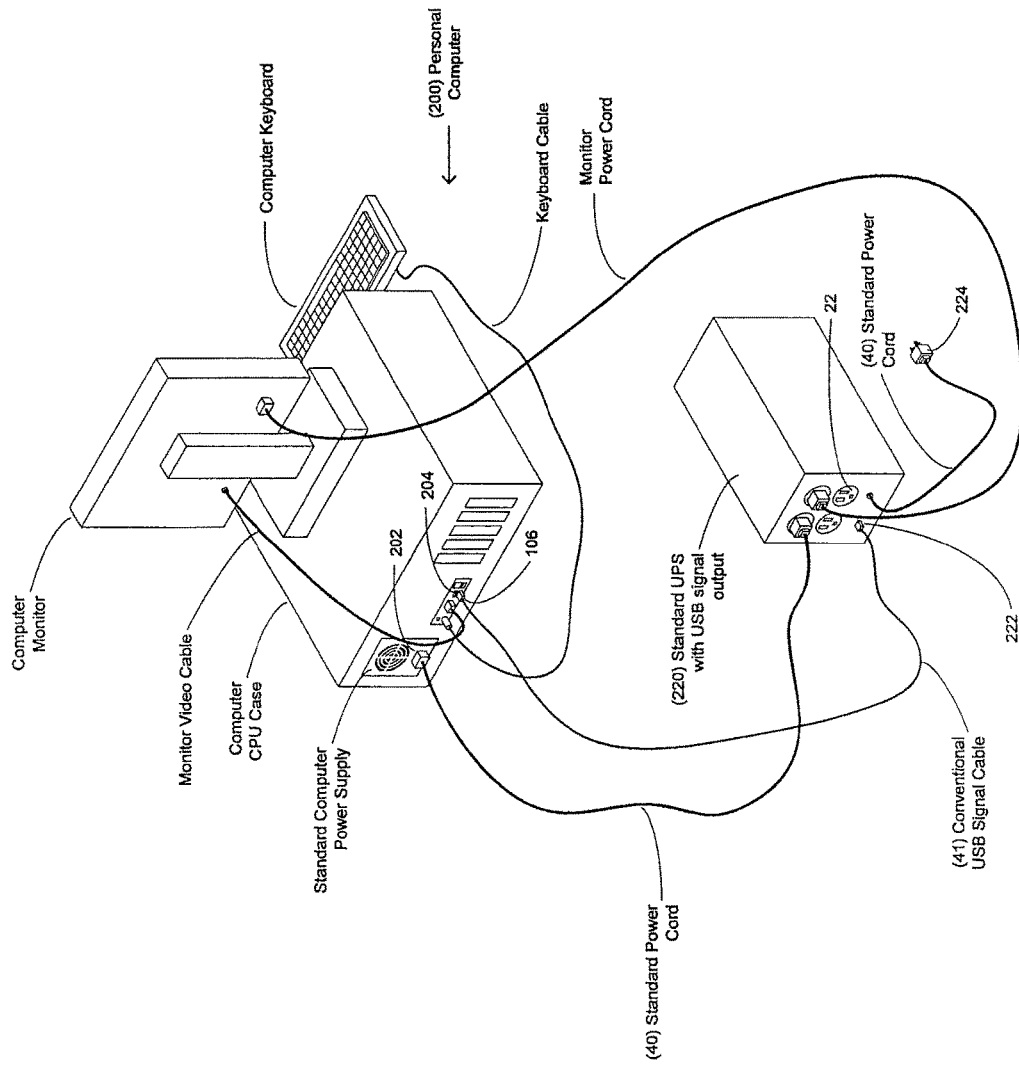 Computer
Monitor
Monitor Video Cable
Computer
CPU Case
Standard Computer
Power Supply
202
204
106
Computer Keyboard
(200) Personal
Computer
Keyboard Cable
Monitor
Power Cord
(40) Standard Power
Cord
(220) Standard UPS
with USB signal
output
22
(40) Standard Power
Cord
224
222
(41) Conventional
USB Signal Cable